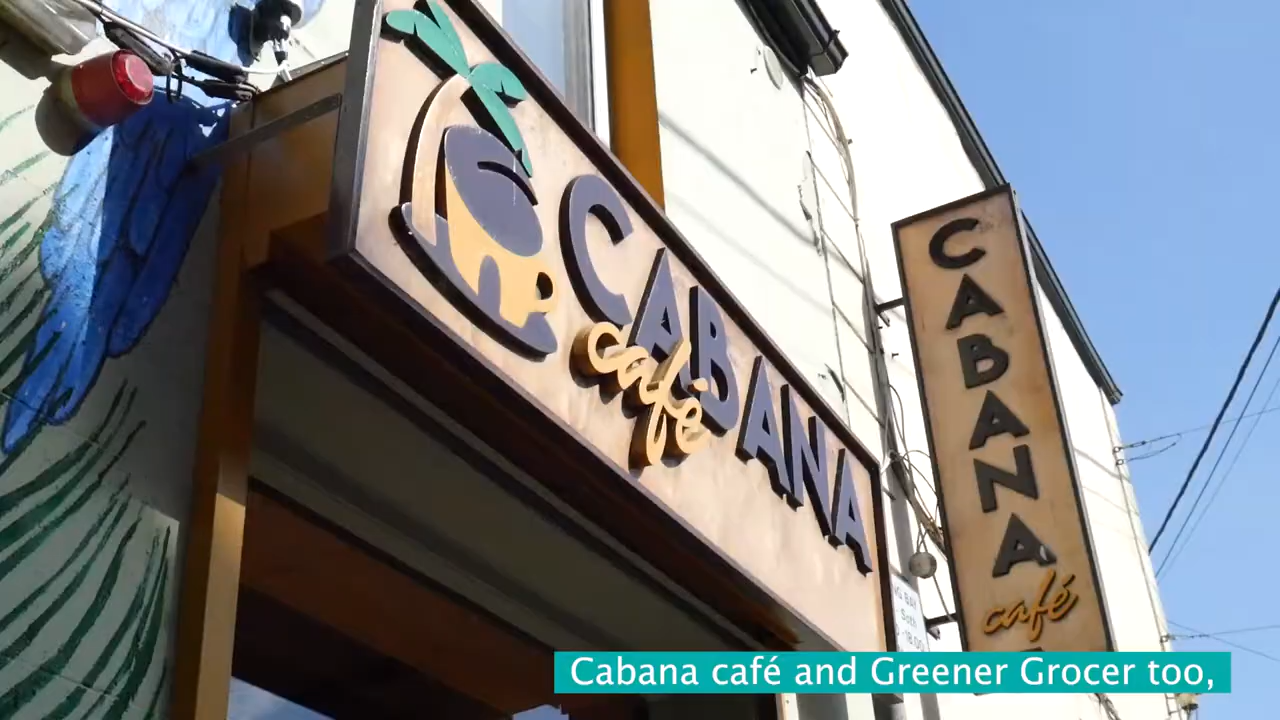 CABANA
café
CABANA
café
Cabana café and Greener Grocer too,